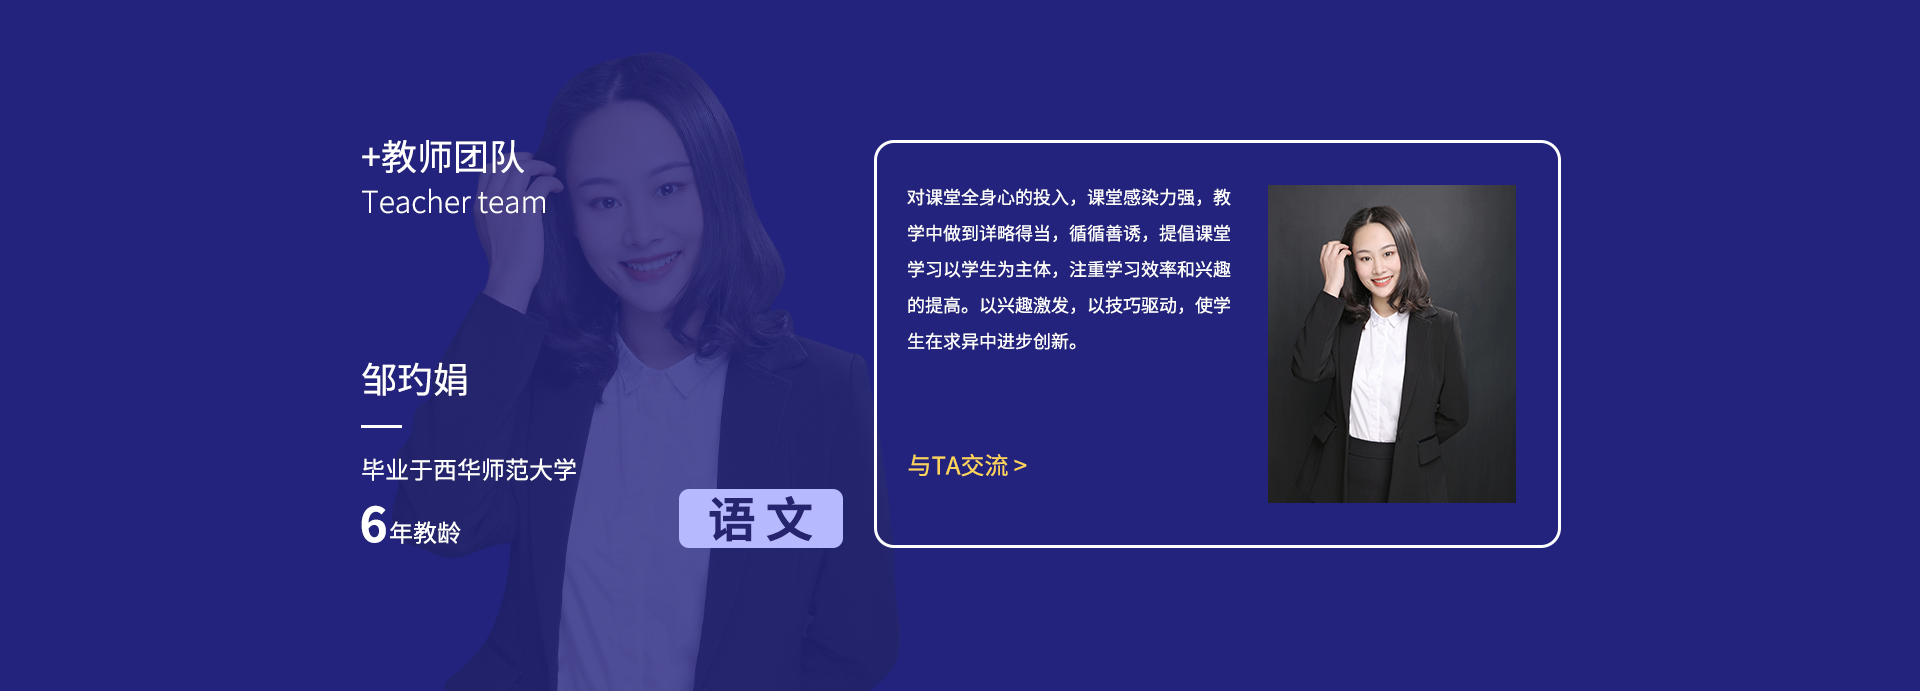 +教师团队
Teacher team
邹玓娟
毕业于西华师范大学
6年教龄
语文
对课堂全身心的投入，课堂感染力强，教
学中做到详略得当，循循善诱，提倡课堂
学习以学生为主体，注重学习效率和兴趣
的提高。以兴趣激发，以技巧驱动，使学
生在求异中进步创新。
与TA交流 >